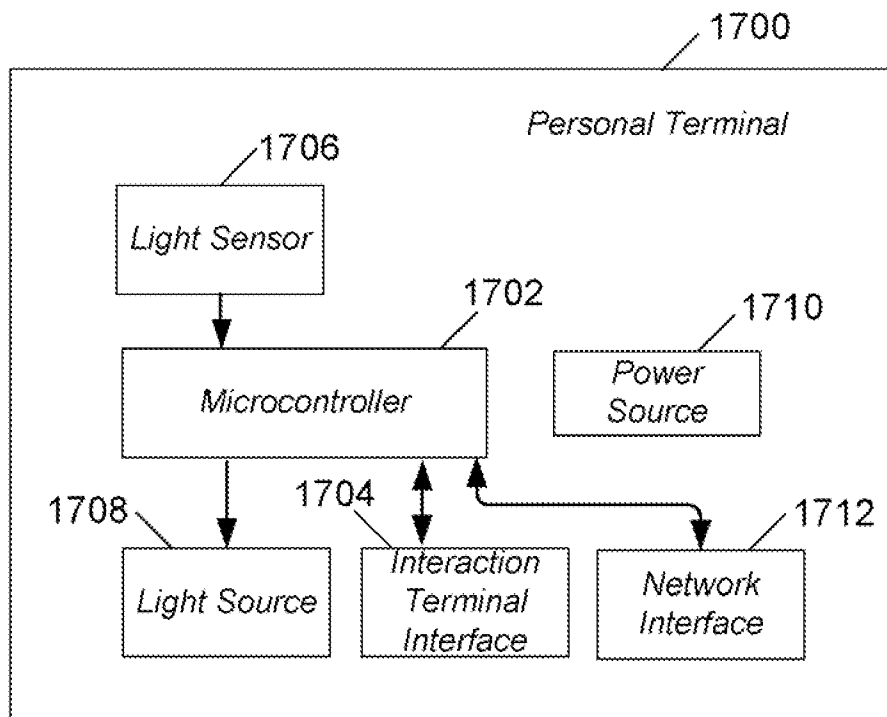 1700
Personal Terminal
1706
Light Sensor
1702
Microcontroller
1710
Power
Source
1708
Light Source
1704
Interaction
Terminal
Interface
1712
Network
Interface